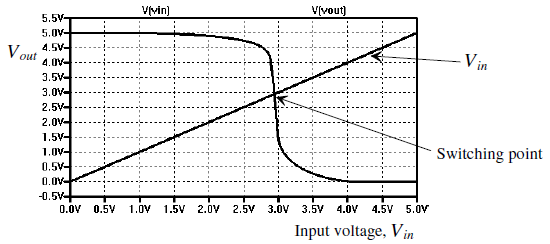 V(vin) V(vout)
5.5V
5.0V
4.5V
4.0V
3.5V
3.0V
2.5V
2.0V
1.5V
1.0V
0.5V
0.0V
-0.5V
0.0V 0.5V 1.0V 1.5V 2.0V 2.5V 3.0V 3.5V 4.0V 4.5V 5.0V
Vout
Vin
Switching point
Input voltage, Vin